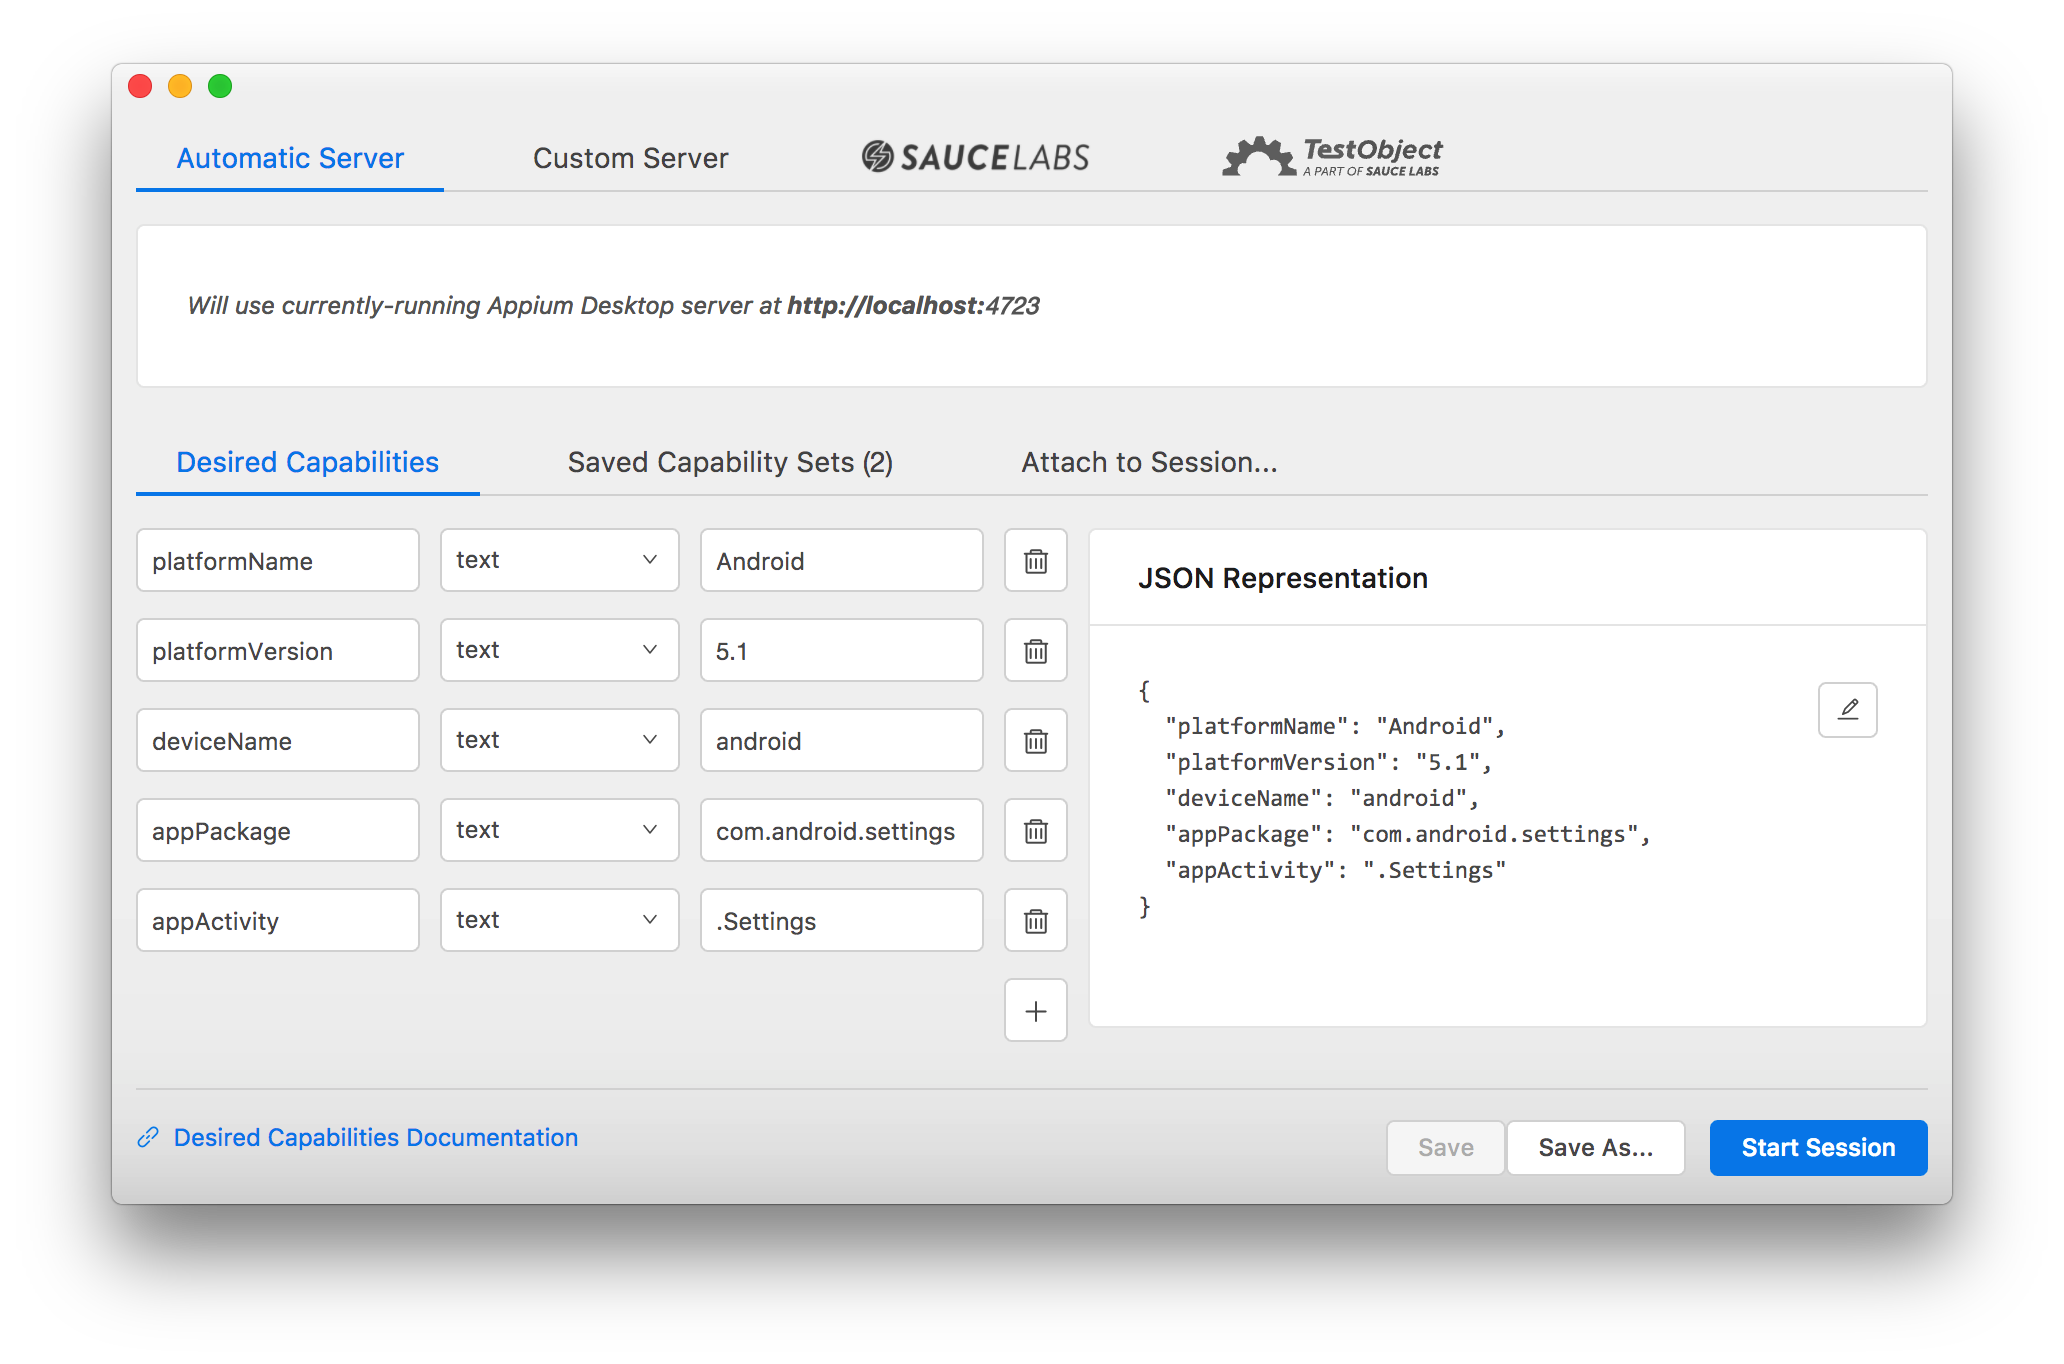 Automatic Server
Custom Server
SAUCELABS
TestObject
A PART OF SAUCE LABS
Will use currently-running Appium Desktop server at http://localhost:4723
Desired Capabilities
Saved Capability Sets (2)
Attach to Session...
platformName
text
Android
platformVersion
text
5.1
deviceName
text
android
appPackage
text
com.android.settings
appActivity
text
.Settings
JSON Representation
{
"platformName": "Android",
"platformVersion": "5.1",
"deviceName": "android",
"appPackage": "com.android.settings",
"appActivity": ".Settings"
}
Desired Capabilities Documentation
Save
Save As...
Start Session